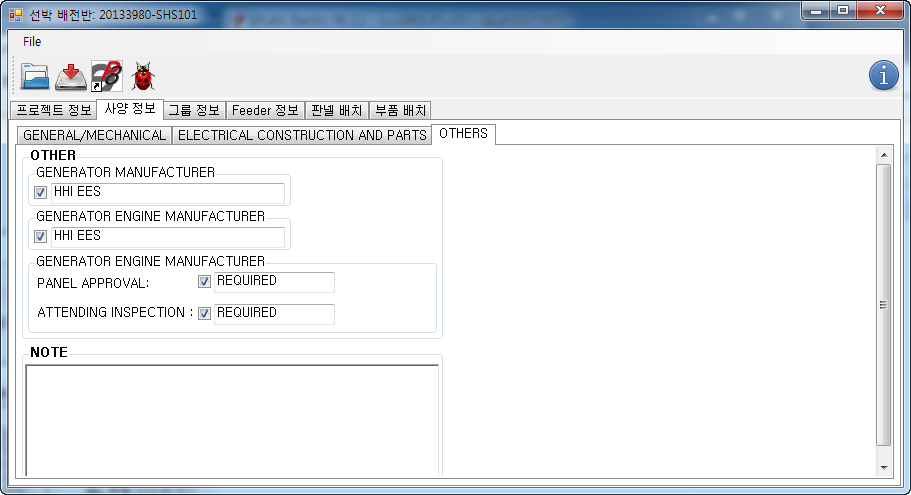 선박 배전반: 20133980-SHS101
File
프로젝트 정보 사양 정보 그룹 정보 Feeder 정보 판넬 배치 부품 배치
GENERAL/MECHANICAL ELECTRICAL CONSTRUCTION AND PARTS OTHERS
OTHER
GENERATOR MANUFACTURER
HHI EES
GENERATOR ENGINE MANUFACTURER
HHI EES
GENERATOR ENGINE MANUFACTURER
PANEL APPROVAL: REQUIRED
ATTENDING INSPECTION : REQUIRED
NOTE